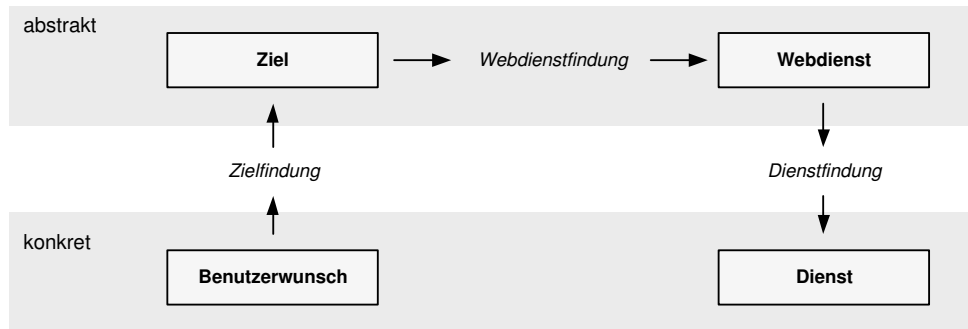 abstrakt
Ziel
Webdienstfindung
Webdienst
Zielfindung
Dienstfindung
konkret
Benutzerwunsch
Dienst